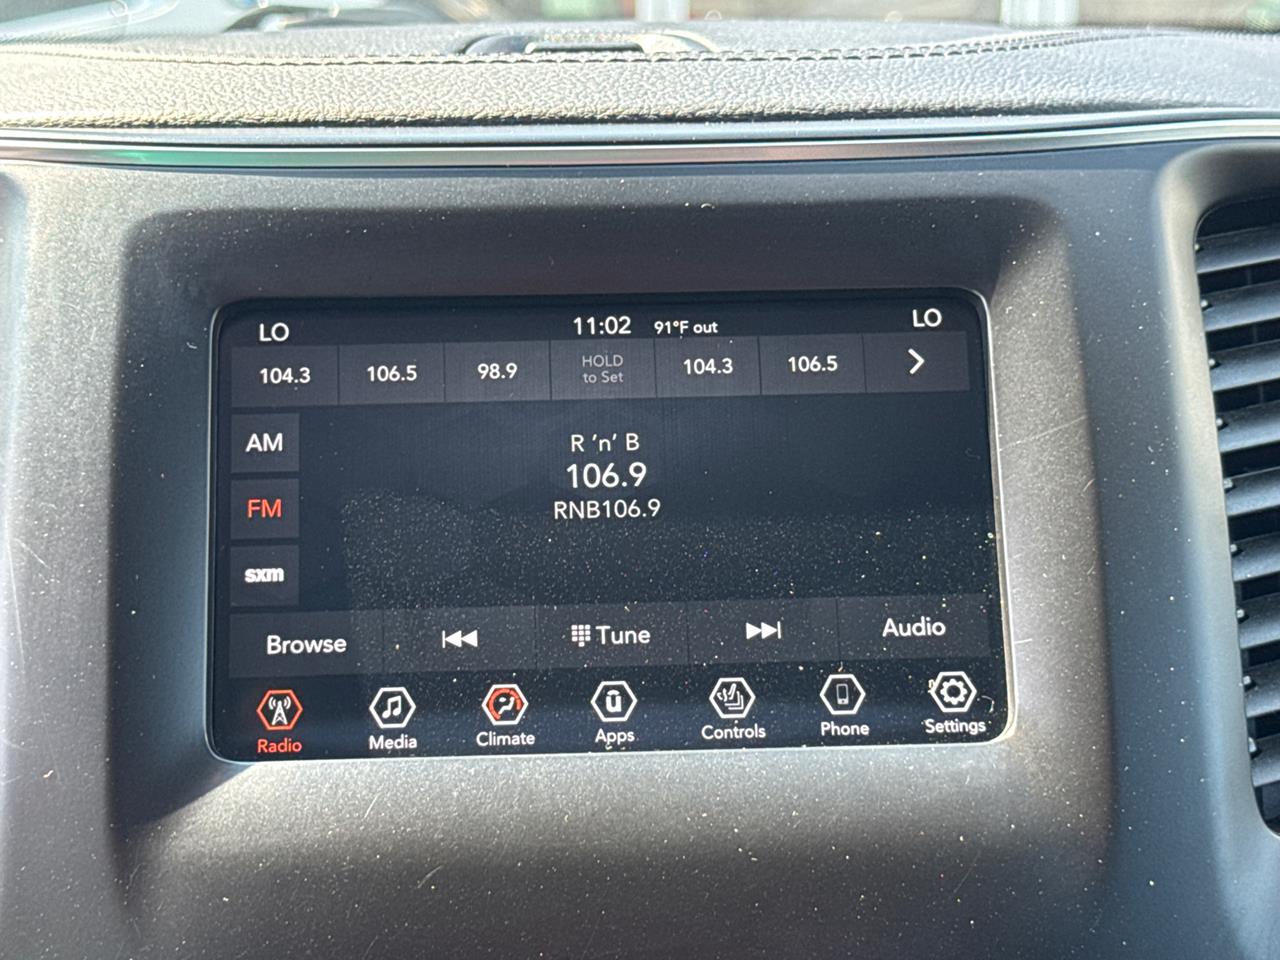 LO 11:02 91°F out LO
104.3 106.5 98.9 HOLD to Set 104.3 106.5
AM
FM
sxm
R 'n' B
106.9
RNB106.9
Browse Tune Audio
Radio Media Climate Apps Controls Phone Settings